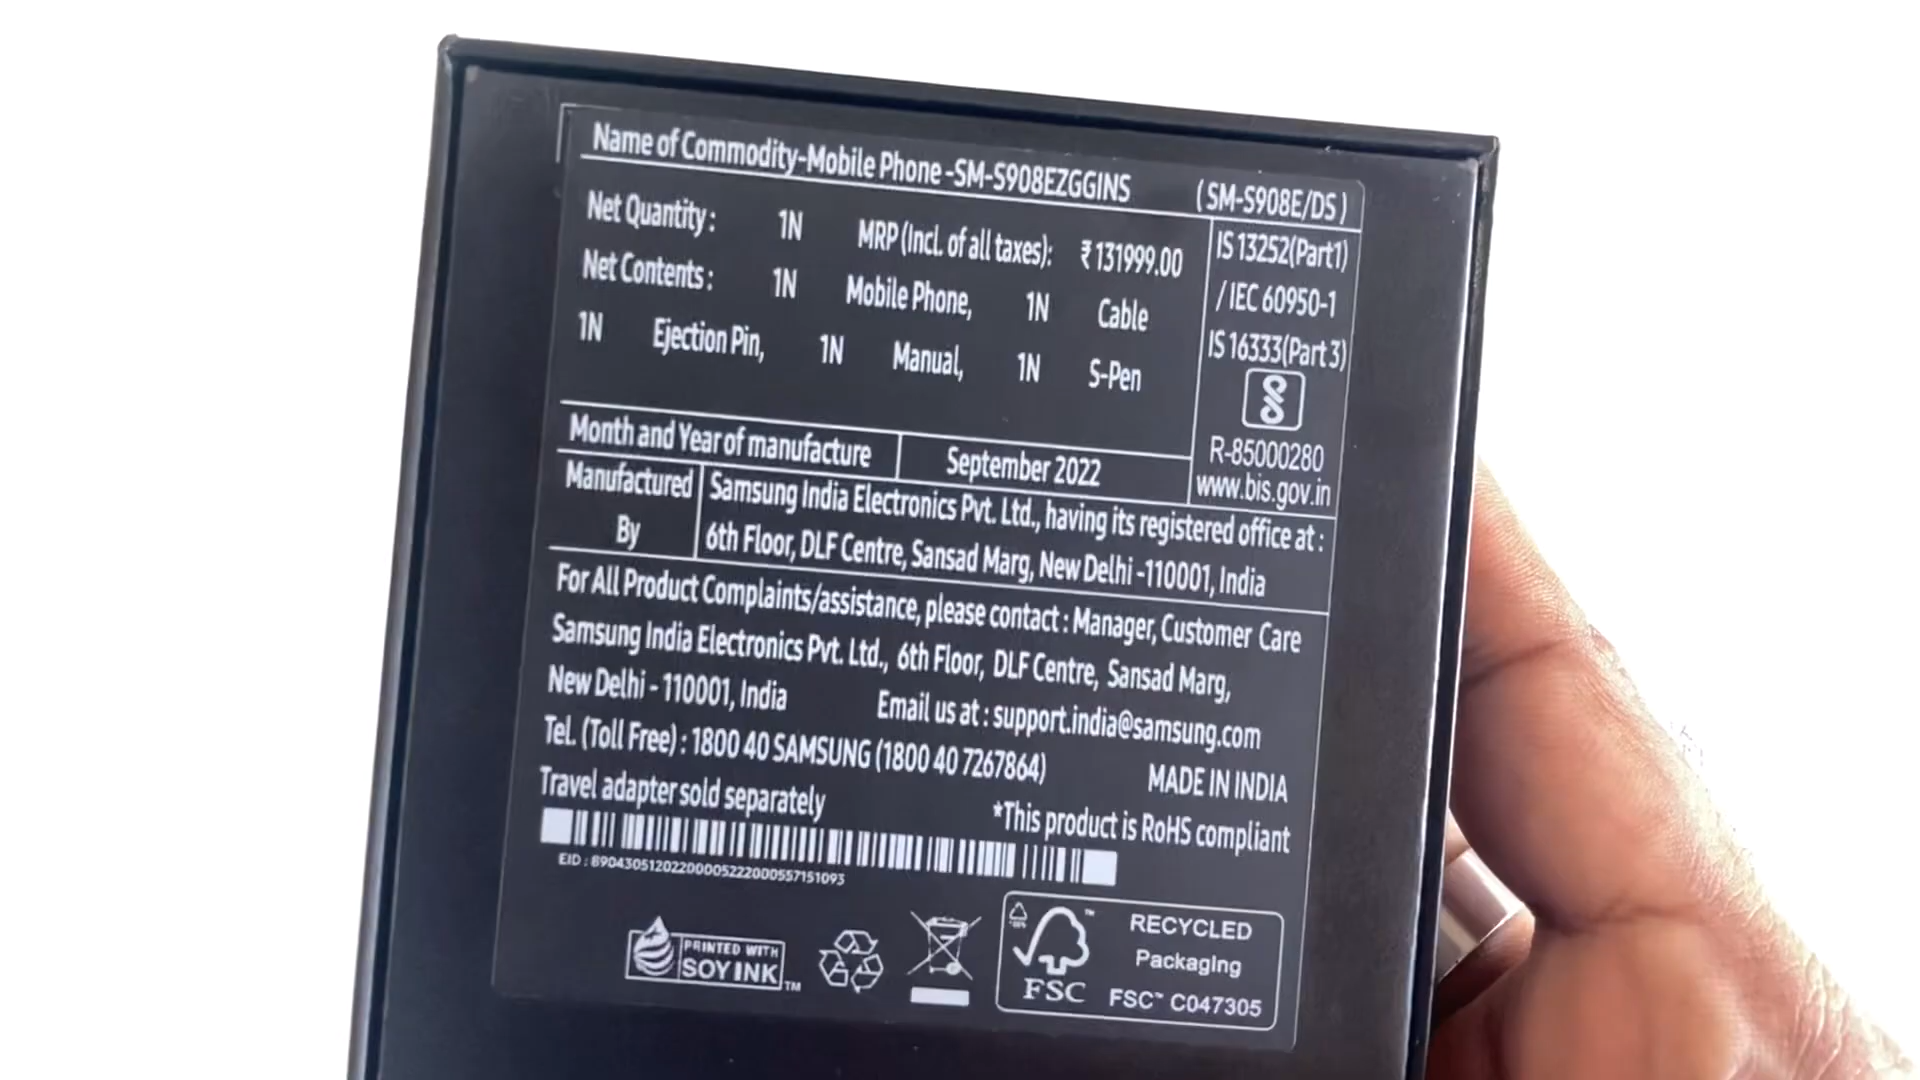 Name of Commodity-Mobile Phone -SM-S908EZGGINS (SM-S908E/DS)
Net Quantity: 1N MRP (Incl. of all taxes): ₹131999.00
Net Contents: 1N Mobile Phone, 1N Cable
1N Ejection Pin, 1N Manual, 1N S-Pen
IS 13252(Part1)
/ IEC 60950-1
IS 16333(Part 3)
R-85000280
www.bis.gov.in
Month and Year of manufacture September 2022
Manufactured By
Samsung India Electronics Pvt. Ltd., having its registered office at :
6th Floor, DLF Centre, Sansad Marg, New Delhi -110001, India
For All Product Complaints/assistance, please contact : Manager, Customer Care
Samsung India Electronics Pvt. Ltd., 6th Floor, DLF Centre, Sansad Marg,
New Delhi - 110001, India Email us at : support.india@samsung.com
Tel. (Toll Free) : 1800 40 SAMSUNG (1800 40 7267864) MADE IN INDIA
Travel adapter sold separately *This product is RoHS compliant
EID : 89043051202200005222000557151093
PRINTED WITH
SOY INK™
FSC™
RECYCLED
Packaging
FSC™ C047305